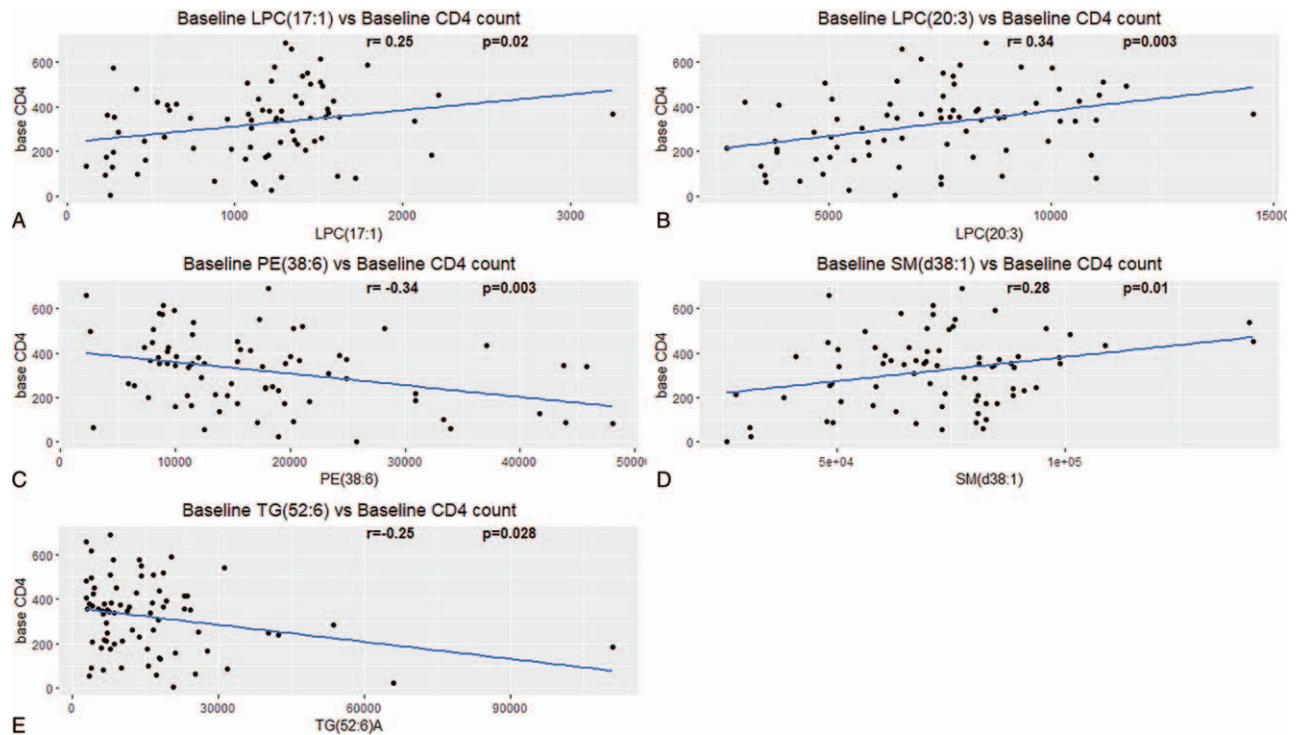 Baseline LPC(17:1) vs Baseline CD4 count
r= 0.25 p=0.02
base CD4
600
400
200
0
0 1000 2000 3000
LPC(17:1)
A
Baseline LPC(20:3) vs Baseline CD4 count
r= 0.34 p=0.003
base CD4
600
400
200
0
5000 10000 15000
LPC(20:3)
B
Baseline PE(38:6) vs Baseline CD4 count
r= -0.34 p=0.003
base CD4
600
400
200
0
0 10000 20000 30000 40000 50000
PE(38:6)
C
Baseline SM(d38:1) vs Baseline CD4 count
r=0.28 p=0.01
base CD4
600
400
200
0
5e+04 1e+05
SM(d38:1)
D
Baseline TG(52:6) vs Baseline CD4 count
r=-0.25 p=0.028
base CD4
600
400
200
0
0 30000 60000 90000
TG(52:6)A
E